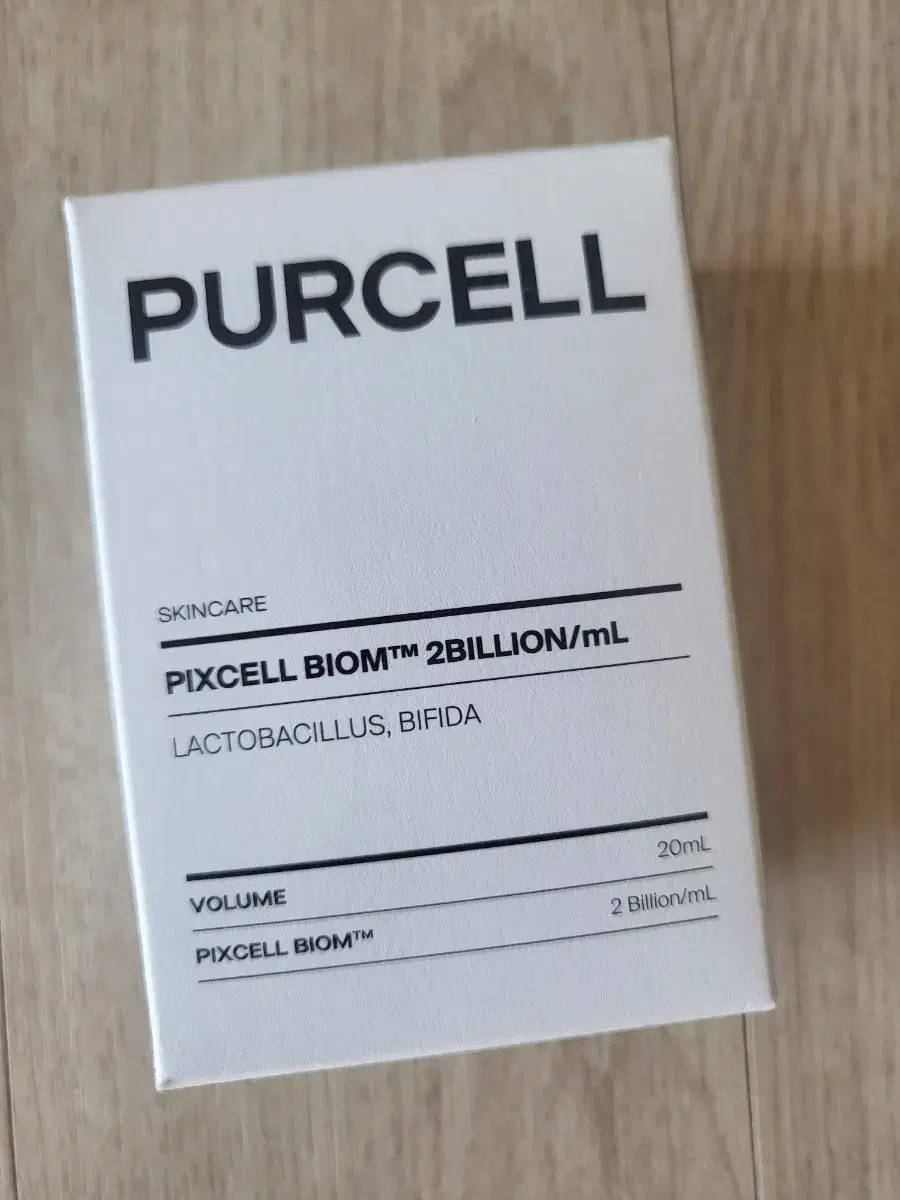 PURCELL
SKINCARE
PIXCELL BIOM™ 2BILLION/mL
LACTOBACILLUS, BIFIDA
VOLUME 20mL
PIXCELL BIOM™ 2 Billion/mL